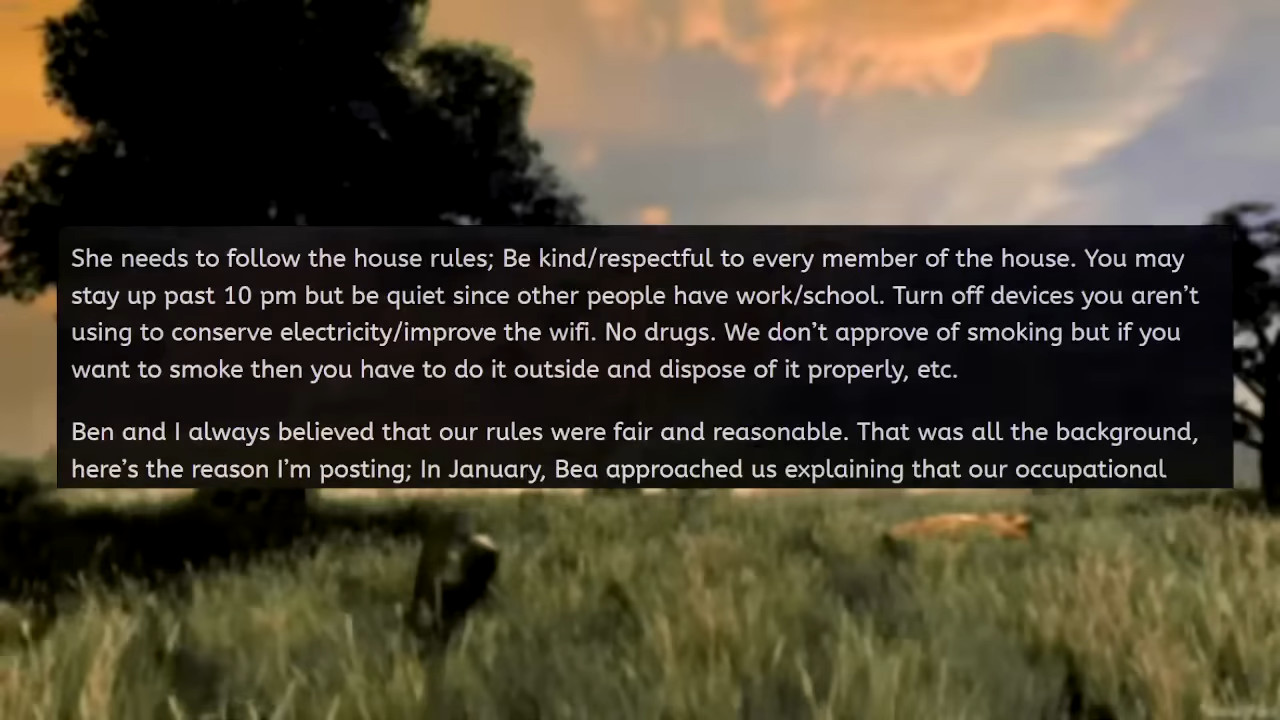 She needs to follow the house rules; Be kind/respectful to every member of the house. You may
stay up past 10 pm but be quiet since other people have work/school. Turn off devices you aren’t
using to conserve electricity/improve the wifi. No drugs. We don’t approve of smoking but if you
want to smoke then you have to do it outside and dispose of it properly, etc.
Ben and I always believed that our rules were fair and reasonable. That was all the background,
here’s the reason I’m posting; In January, Bea approached us explaining that our occupational